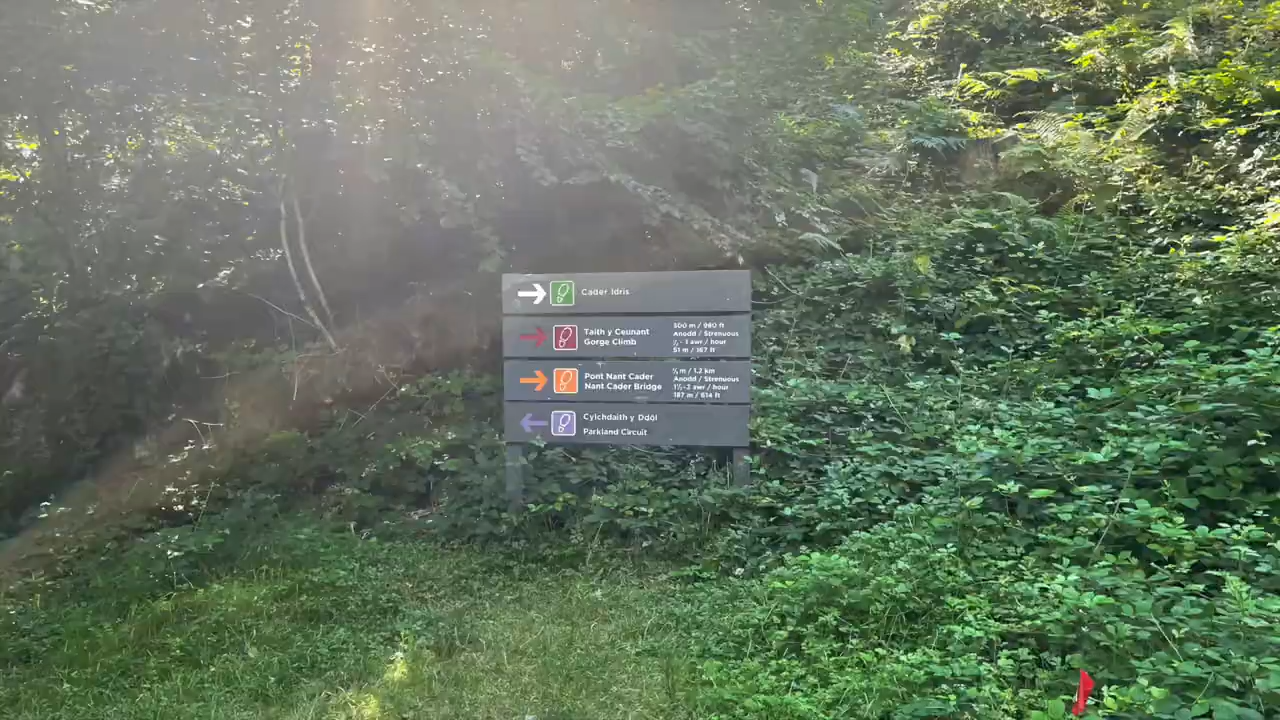 Cader Idris
Taith y Ceunant
Gorge Climb
300 m / 980 ft
Anodd / Strenuous
½ - 1 awr / hour
51 m / 167 ft
Pont Nant Cader
Nant Cader Bridge
¾ m / 1.2 km
Anodd / Strenuous
1½-2 awr / hour
187 m / 614 ft
Cylchdaith y Ddôl
Parkland Circuit